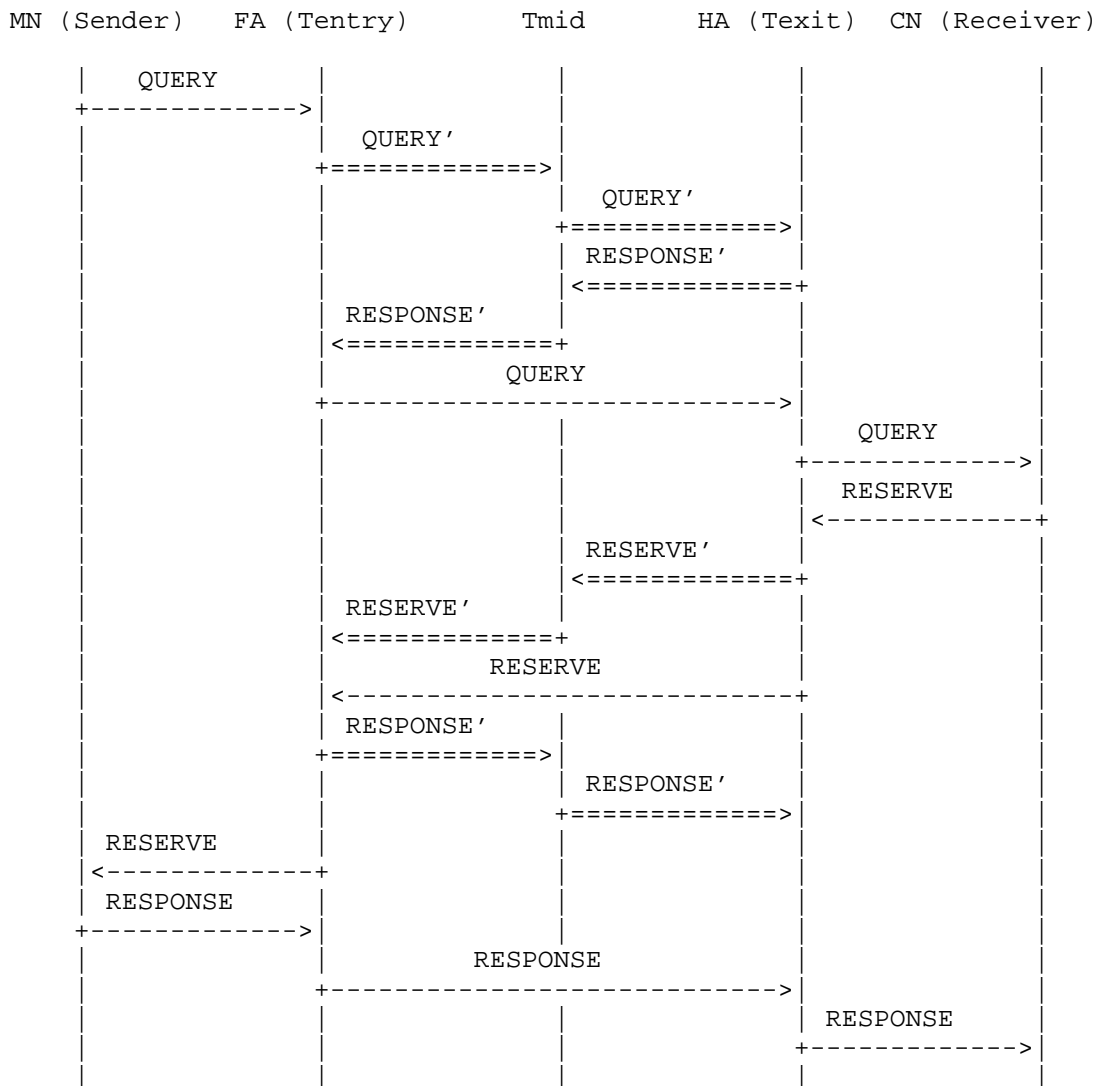 MN (Sender) FA (Tentry) Tmid HA (Texit) CN (Receiver)
QUERY
QUERY’
QUERY’
RESPONSE’
RESPONSE’
QUERY
QUERY
RESERVE
RESERVE’
RESERVE’
RESERVE
RESPONSE’
RESPONSE’
RESERVE
RESPONSE
RESPONSE
RESPONSE